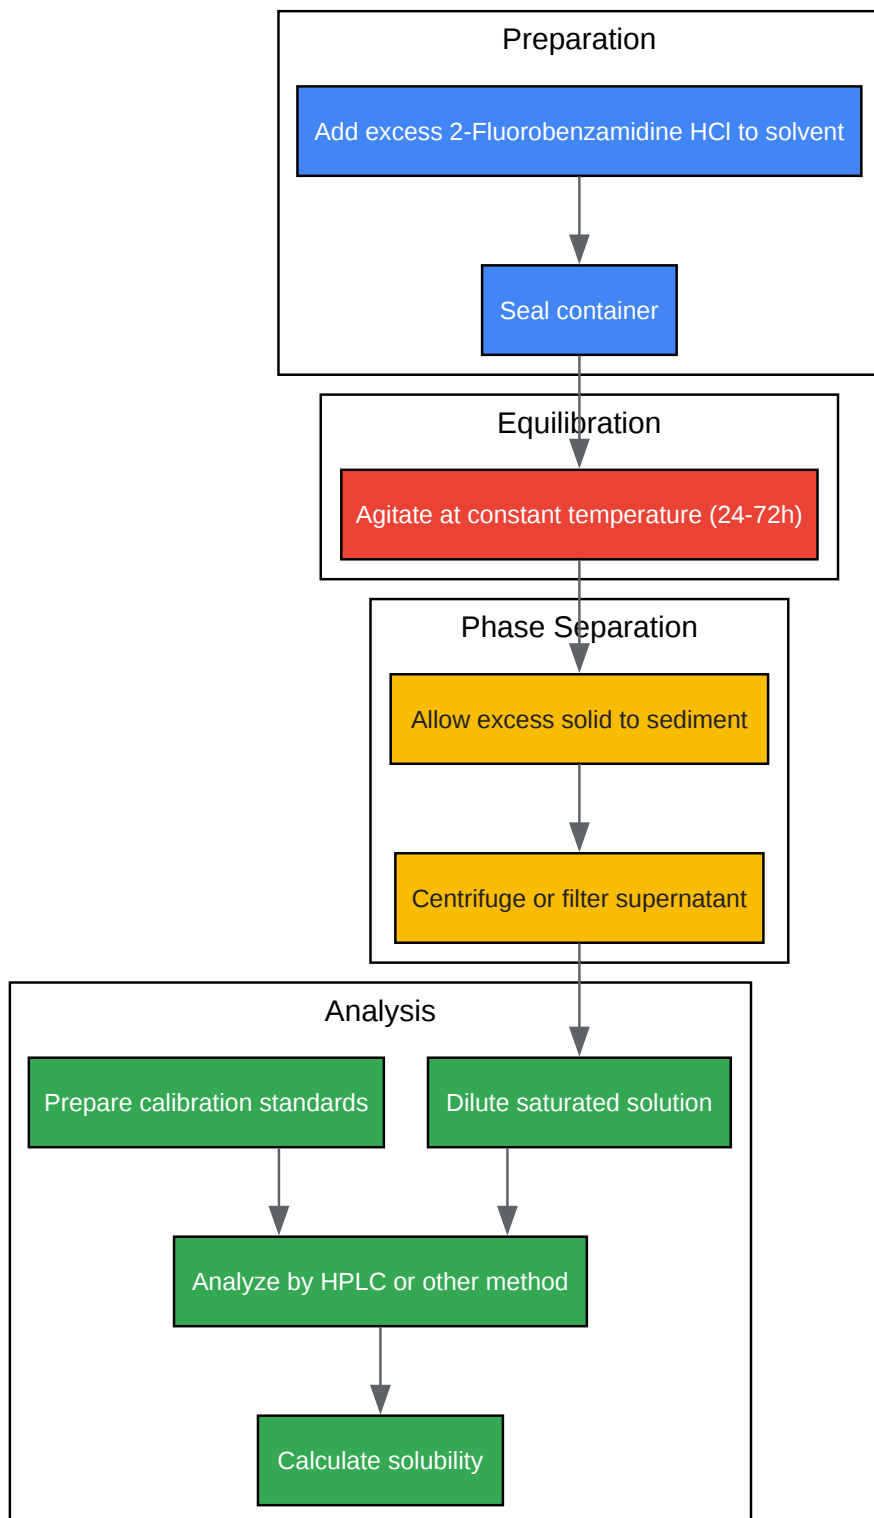 Preparation
Add excess 2-Fluorobenzamidine HCl to solvent
Seal container
Equilibration
Agitate at constant temperature (24-72h)
Phase Separation
Allow excess solid to sediment
Centrifuge or filter supernatant
Analysis
Prepare calibration standards
Dilute saturated solution
Analyze by HPLC or other method
Calculate solubility